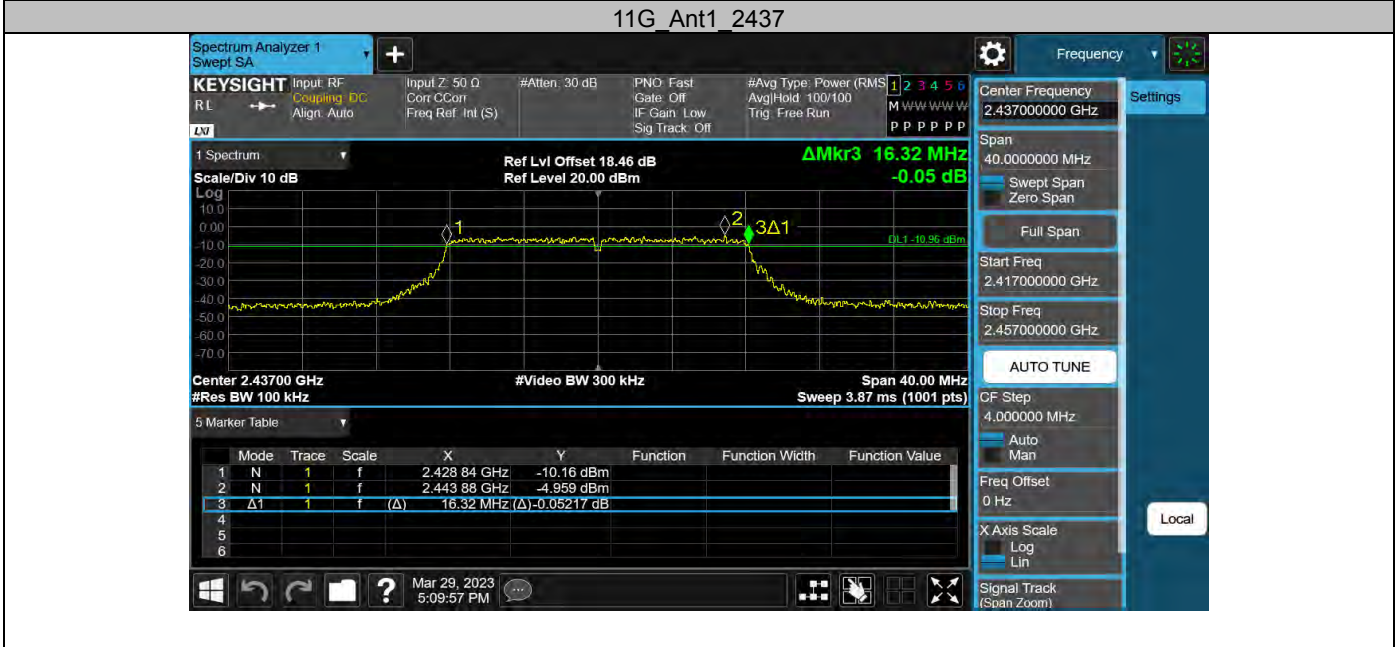 11G_Ant1_2437
Spectrum Analyzer 1
Swept SA
+
Frequency
KEYSIGHT
RL
LXI
Input: RF
Coupling: DC
Align: Auto
Input Z: 50 Ω
Corr CCorr
Freq Ref: Int (S)
#Atten: 30 dB
PNO: Fast
Gate: Off
IF Gain: Low
Sig Track: Off
#Avg Type: Power (RMS
Avg|Hold: 100/100
Trig: Free Run
1 2 3 4 5 6
M W W W W W
P P P P P P
1 Spectrum
Scale/Div 10 dB
Ref Lvl Offset 18.46 dB
Ref Level 20.00 dBm
ΔMkr3 16.32 MHz
-0.05 dB
Log
10.0
0.00
-10.0
-20.0
-30.0
-40.0
-50.0
-60.0
-70.0
1
2
3Δ1
DL1 -10.96 dBm
Center 2.43700 GHz
#Res BW 100 kHz
#Video BW 300 kHz
Span 40.00 MHz
Sweep 3.87 ms (1001 pts)
5 Marker Table
Mode Trace Scale X Y Function Function Width Function Value
1 N 1 f 2.428 84 GHz -10.16 dBm
2 N 1 f 2.443 88 GHz -4.959 dBm
3 Δ1 1 f (Δ) 16.32 MHz (Δ) -0.05217 dB
4
5
6
?
Mar 29, 2023
5:09:57 PM
Center Frequency
2.437000000 GHz
Settings
Span
40.0000000 MHz
Swept Span
Zero Span
Full Span
Start Freq
2.417000000 GHz
Stop Freq
2.457000000 GHz
AUTO TUNE
CF Step
4.000000 MHz
Auto
Man
Freq Offset
0 Hz
X Axis Scale
Log
Lin
Local
Signal Track
(Span Zoom)